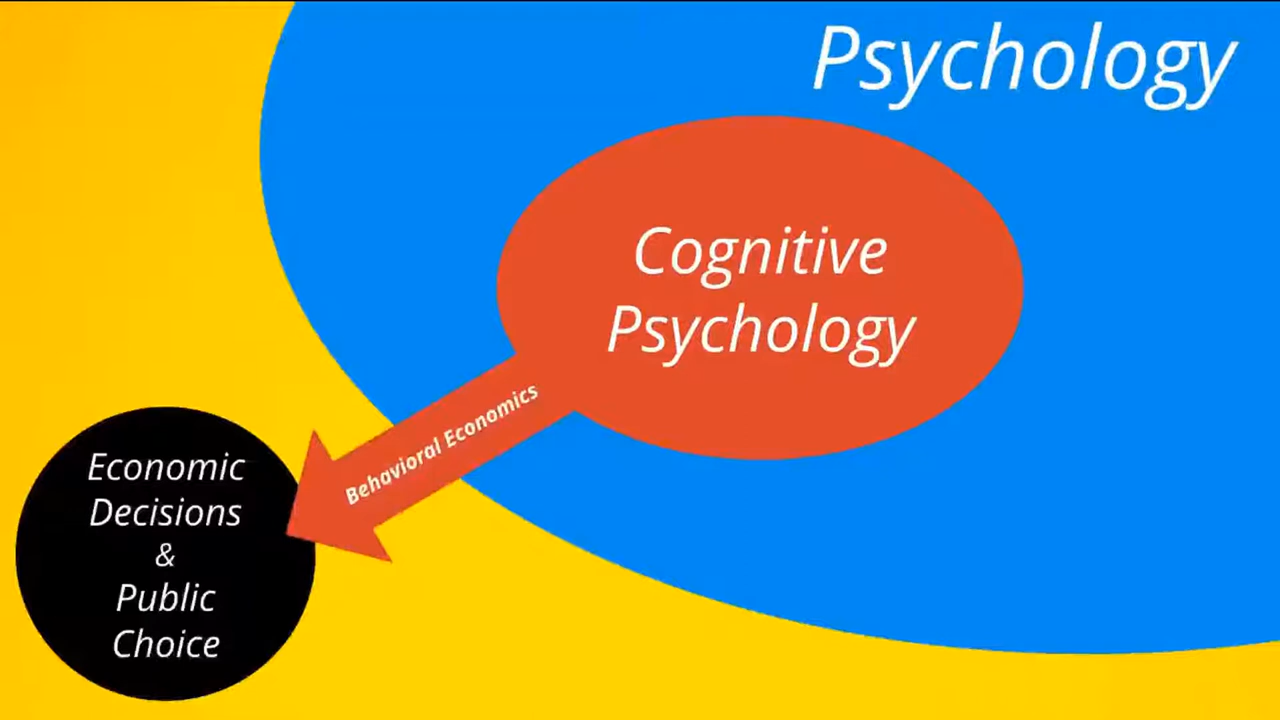 Psychology
Cognitive
Psychology
Behavioral Economics
Economic
Decisions
&
Public
Choice